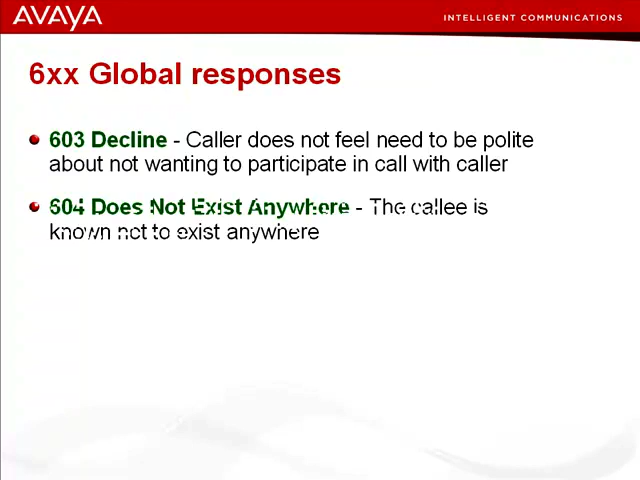 AVAYA
INTELLIGENT COMMUNICATIONS
6xx Global responses
603 Decline - Caller does not feel need to be polite
about not wanting to participate in call with caller
604 Does Not Exist Anywhere - The callee is
known not to exist anywhere